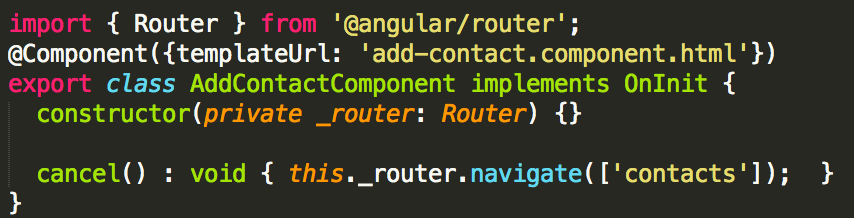 import { Router } from '@angular/router';
@Component({templateUrl: 'add-contact.component.html'})
export class AddContactComponent implements OnInit {
  constructor(private _router: Router) {}
  cancel() : void { this._router.navigate(['contacts']);  }
}